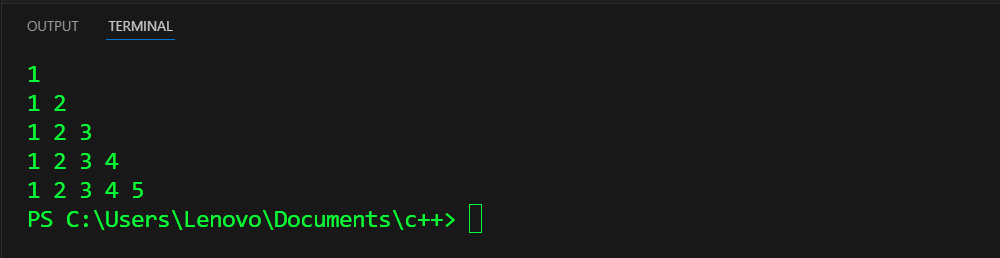 OUTPUT TERMINAL
1
1 2
1 2 3
1 2 3 4
1 2 3 4 5
PS C:\Users\Lenovo\Documents\c++>